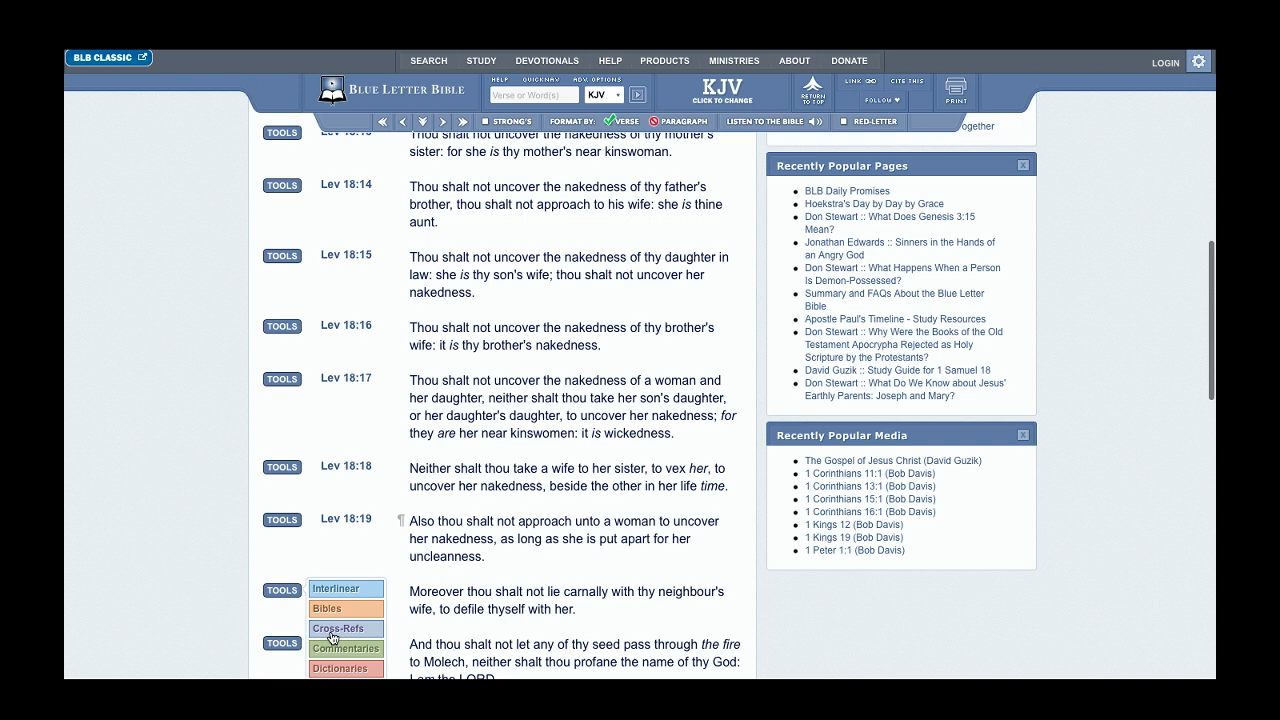 BLB CLASSIC
SEARCH STUDY DEVOTIONALS HELP PRODUCTS MINISTRIES ABOUT DONATE
LOGIN
BLUE LETTER BIBLE
HELP QUICKNAV ADV. OPTIONS
Verse or Word(s) KJV
KJV
CLICK TO CHANGE
RETURN
TO TOP
LINK CITE THIS
FOLLOW
PRINT
STRONG'S FORMAT BY: VERSE PARAGRAPH LISTEN TO THE BIBLE RED-LETTER
TOOLS Thou shalt not uncover the nakedness of thy mother's
sister: for she is thy mother's near kinswoman.
TOOLS Lev 18:14 Thou shalt not uncover the nakedness of thy father's
brother, thou shalt not approach to his wife: she is thine
aunt.
TOOLS Lev 18:15 Thou shalt not uncover the nakedness of thy daughter in
law: she is thy son's wife; thou shalt not uncover her
nakedness.
TOOLS Lev 18:16 Thou shalt not uncover the nakedness of thy brother's
wife: it is thy brother's nakedness.
TOOLS Lev 18:17 Thou shalt not uncover the nakedness of a woman and
her daughter, neither shalt thou take her son's daughter,
or her daughter's daughter, to uncover her nakedness; for
they are her near kinswomen: it is wickedness.
TOOLS Lev 18:18 Neither shalt thou take a wife to her sister, to vex her, to
uncover her nakedness, beside the other in her life time.
TOOLS Lev 18:19 ¶ Also thou shalt not approach unto a woman to uncover
her nakedness, as long as she is put apart for her
uncleanness.
TOOLS Moreover thou shalt not lie carnally with thy neighbour's
wife, to defile thyself with her.
TOOLS And thou shalt not let any of thy seed pass through the fire
to Molech, neither shalt thou profane the name of thy God:
I am the LORD.
Interlinear
Bibles
Cross-Refs
Commentaries
Dictionaries
ogether
Recently Popular Pages X
BLB Daily Promises
Hoekstra's Day by Day by Grace
Don Stewart :: What Does Genesis 3:15
Mean?
Jonathan Edwards :: Sinners in the Hands of
an Angry God
Don Stewart :: What Happens When a Person
Is Demon-Possessed?
Summary and FAQs About the Blue Letter
Bible
Apostle Paul's Timeline - Study Resources
Don Stewart :: Why Were the Books of the Old
Testament Apocrypha Rejected as Holy
Scripture by the Protestants?
David Guzik :: Study Guide for 1 Samuel 18
Don Stewart :: What Do We Know about Jesus'
Earthly Parents: Joseph and Mary?
Recently Popular Media X
The Gospel of Jesus Christ (David Guzik)
1 Corinthians 11:1 (Bob Davis)
1 Corinthians 13:1 (Bob Davis)
1 Corinthians 15:1 (Bob Davis)
1 Corinthians 16:1 (Bob Davis)
1 Kings 12 (Bob Davis)
1 Kings 19 (Bob Davis)
1 Peter 1:1 (Bob Davis)